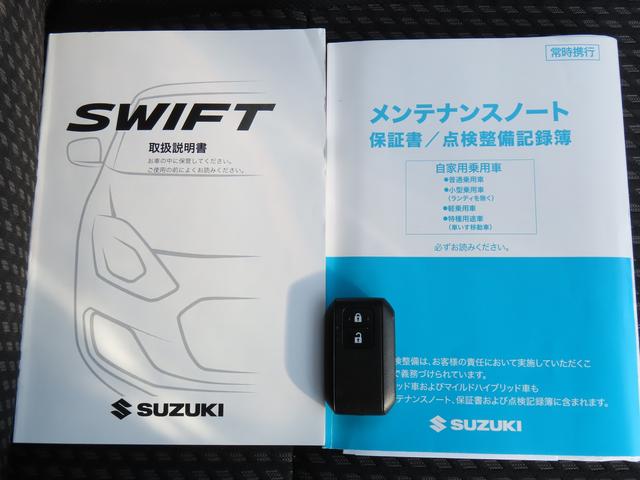 SWIFT
取扱説明書
お車の中に保管してください。
ご使用の前によくお読みください。
SUZUKI
常時携行
メンテナンスノート
保証書／点検整備記録簿
自家用乗用車
●普通乗用車
●小型乗用車
(ランディを除く)
●軽乗用車
●特種用途車
(車いす移動車)
必ずお読みください。
検整備は、お客様の責任において実施していただくこ
で義務づけられています。
ッド車およびマイルドハイブリッド車も
テナンスノート、保証書および点検記録簿に含まれます。
SUZUKI